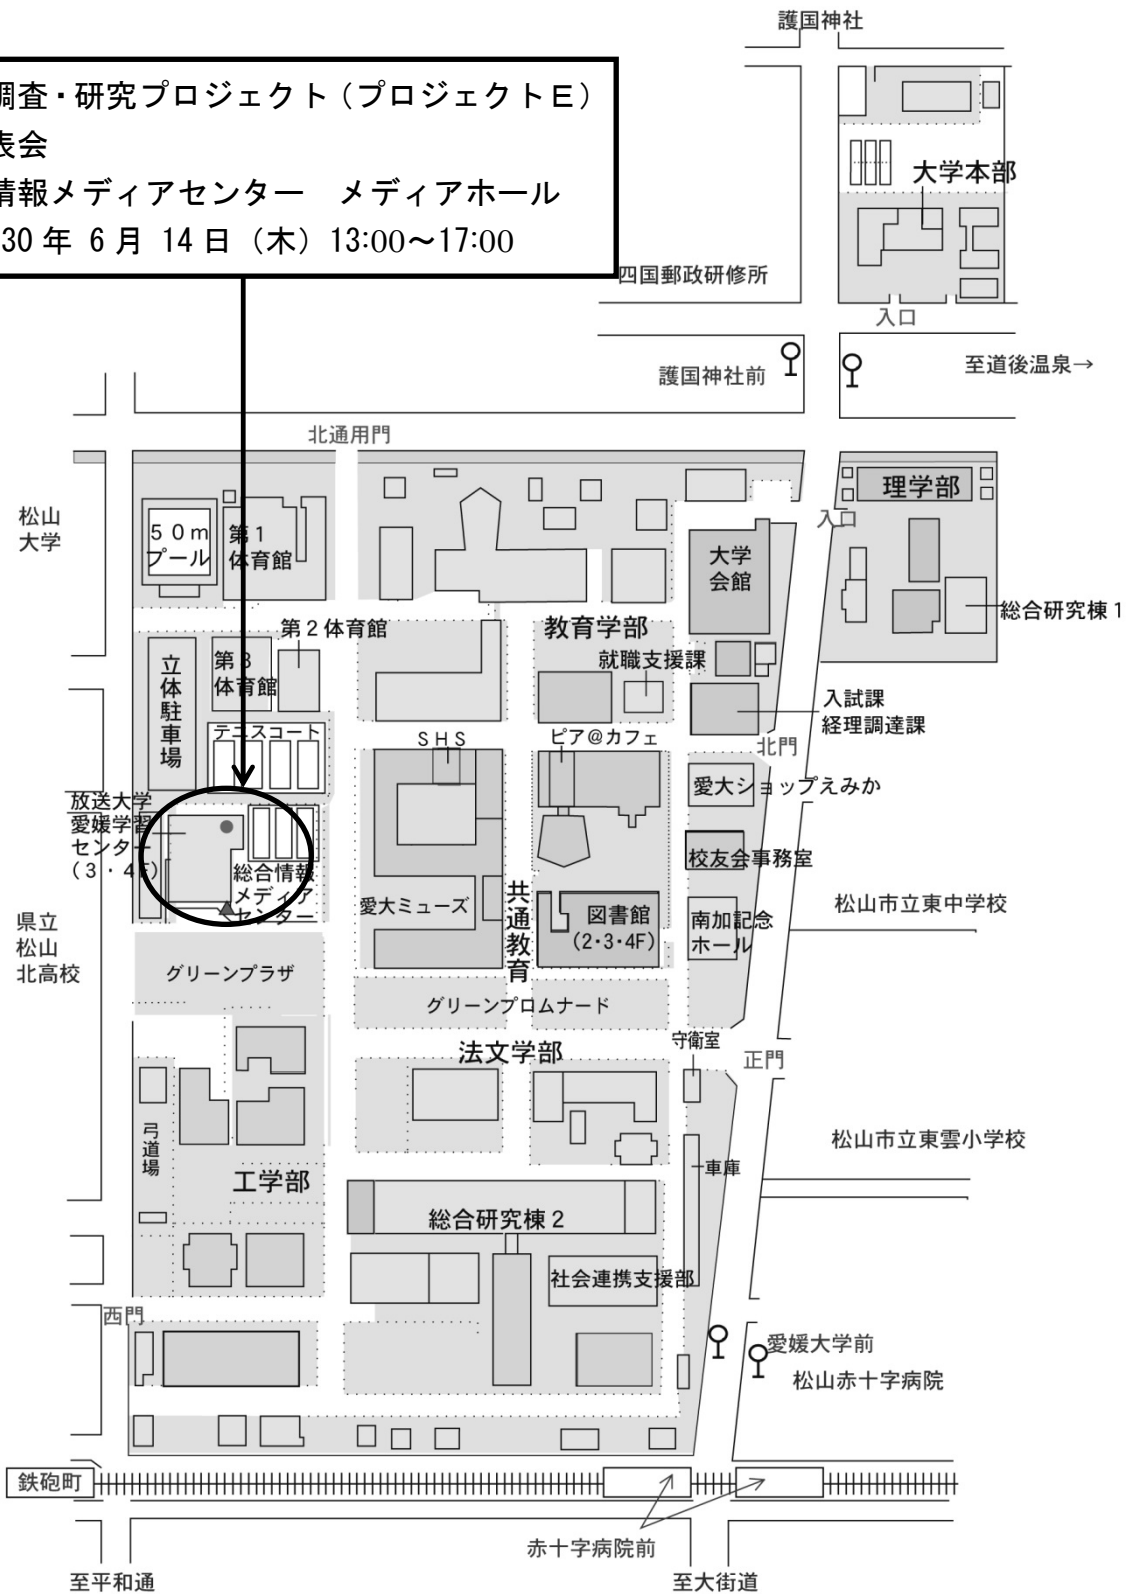 護国神社
調査・研究プロジェクト（プロジェクトＥ）
表会
情報メディアセンター　メディアホール
30 年 6 月 14 日（木）13:00～17:00
大学本部
四国郵政研修所
入口
護国神社前
至道後温泉→
北通用門
松山
大学
５０ｍ
プール
第１
体育館
大学
会館
理学部
入口
総合研究棟１
第２体育館
教育学部
就職支援課
立体駐車場
第３
体育館
入試課
経理調達課
テニスコート
ＳＨＳ
ピア@カフェ
北門
愛大ショップえみか
放送大学
愛媛学習
センター
（３・４F）
総合情報
メディア
センター
校友会事務室
愛大ミューズ
共通教育
図書館
(2・3・4F)
南加記念
ホール
松山市立東中学校
県立
松山
北高校
グリーンプラザ
グリーンプロムナード
法文学部
守衛室
正門
弓道場
松山市立東雲小学校
工学部
車庫
総合研究棟２
社会連携支援部
西門
愛媛大学前
松山赤十字病院
鉄砲町
赤十字病院前
至平和通
至大街道